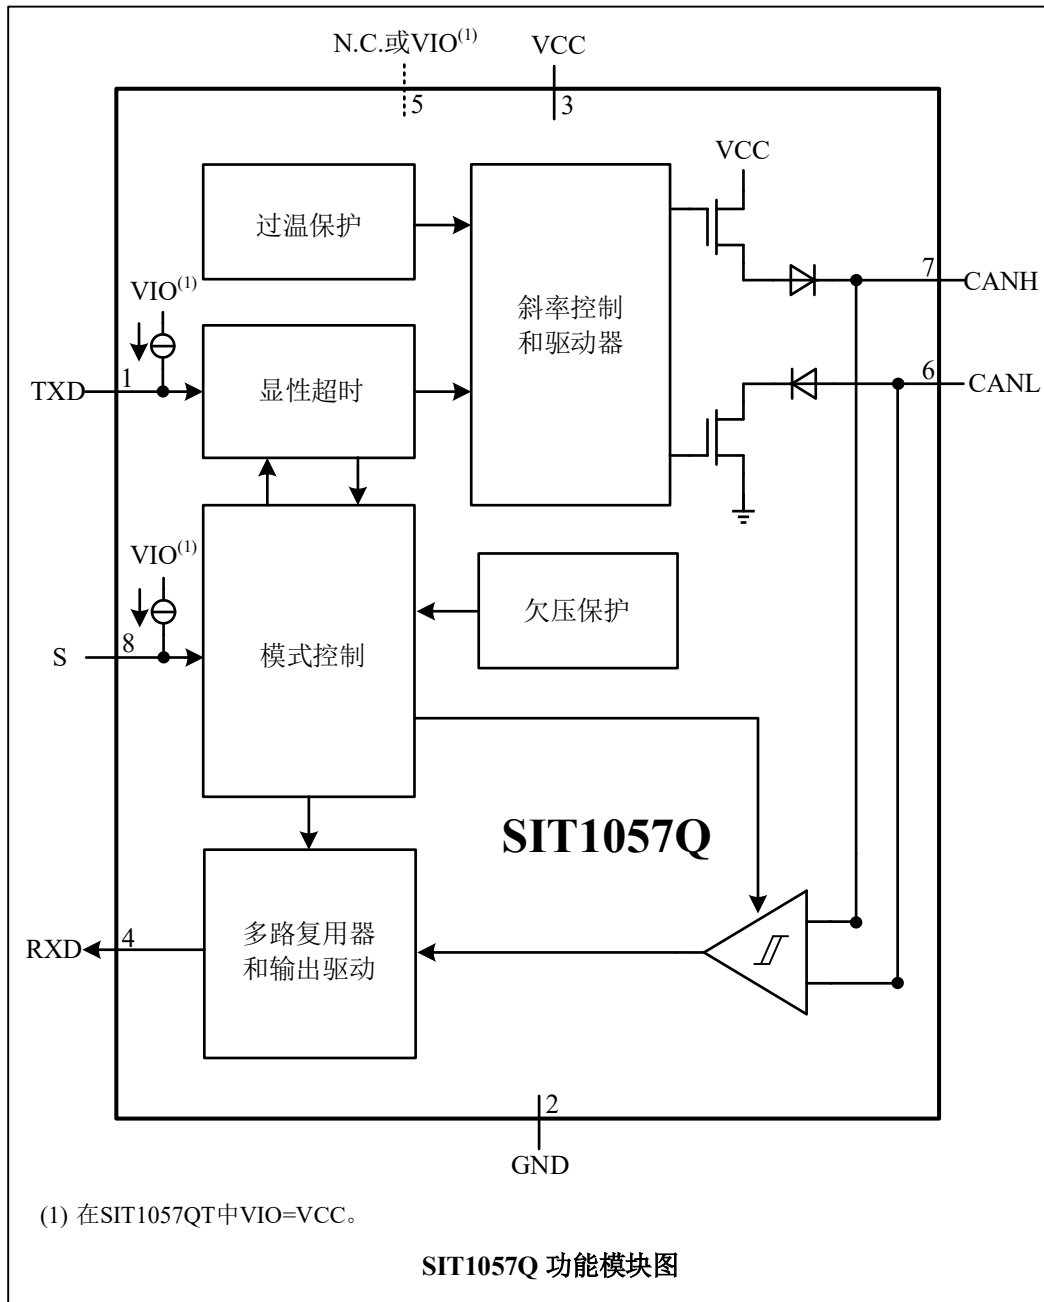 N.C.或VIO(1)
VCC
5
3
VCC
过温保护
7
CANH
VIO(1)
斜率控制
和驱动器
TXD
1
显性超时
6
CANL
VIO(1)
欠压保护
S
8
模式控制
SIT1057Q
RXD
4
多路复用器
和输出驱动
2
GND
(1) 在SIT1057QT中VIO=VCC。
SIT1057Q 功能模块图